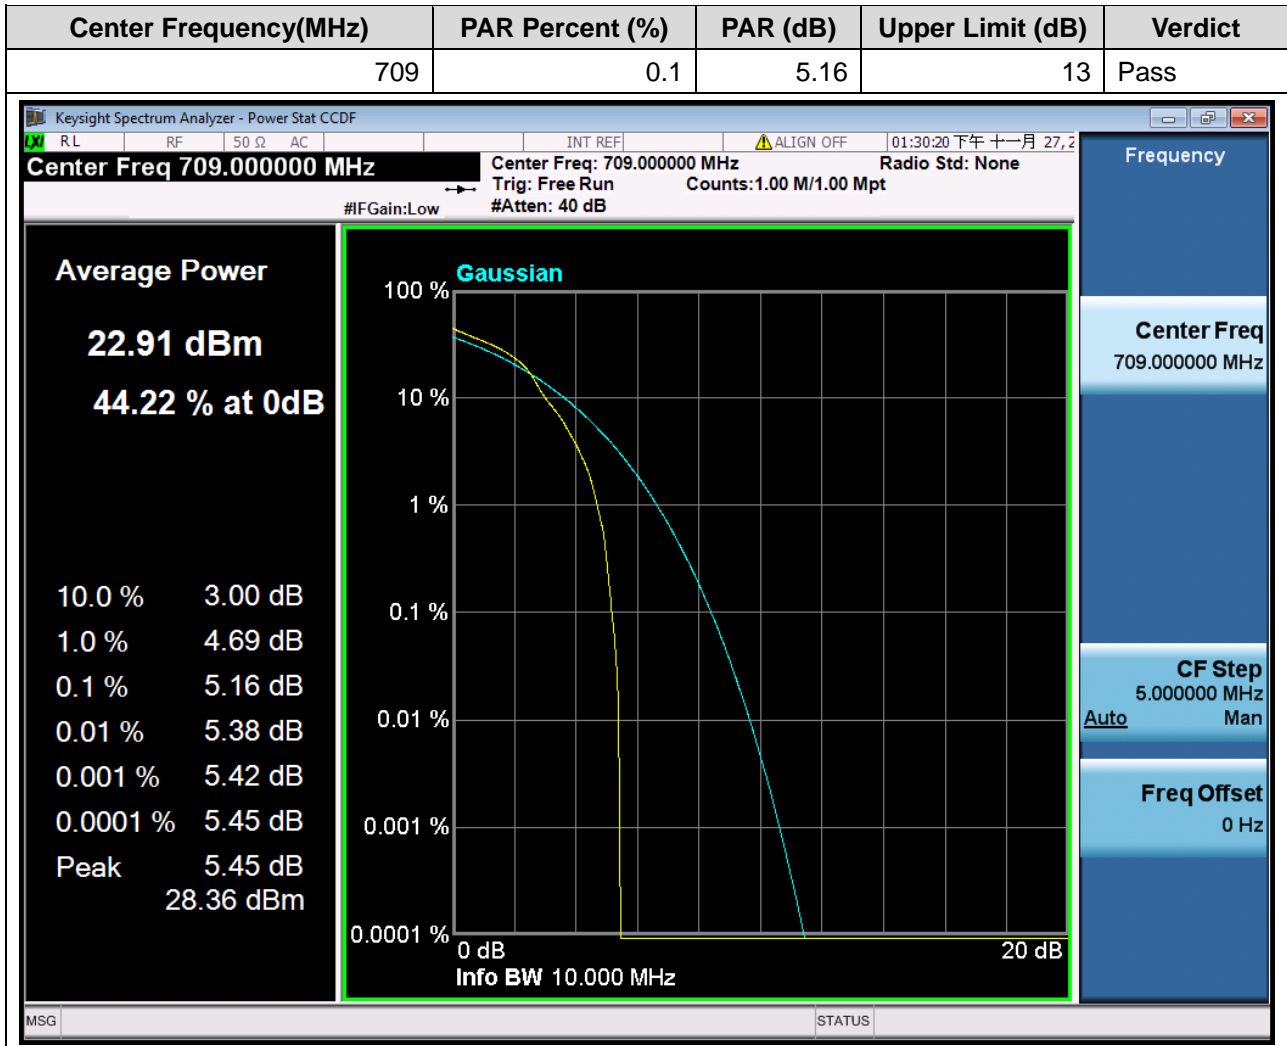 Center Frequency(MHz) PAR Percent (%) PAR (dB) Upper Limit (dB) Verdict
709 0.1 5.16 13 Pass
Keysight Spectrum Analyzer - Power Stat CCDF
LXI RL RF 50 Ω AC INT REF ALIGN OFF 01:30:20 下午 十一月 27, 2
Center Freq 709.000000 MHz
Center Freq: 709.000000 MHz Radio Std: None
Trig: Free Run Counts:1.00 M/1.00 Mpt
#IFGain:Low #Atten: 40 dB
Average Power
22.91 dBm
44.22 % at 0dB
10.0 % 3.00 dB
1.0 % 4.69 dB
0.1 % 5.16 dB
0.01 % 5.38 dB
0.001 % 5.42 dB
0.0001 % 5.45 dB
Peak 5.45 dB
28.36 dBm
Gaussian
100 %
10 %
1 %
0.1 %
0.01 %
0.001 %
0.0001 %
0 dB 20 dB
Info BW 10.000 MHz
Frequency
Center Freq
709.000000 MHz
CF Step
5.000000 MHz
Auto Man
Freq Offset
0 Hz
MSG STATUS